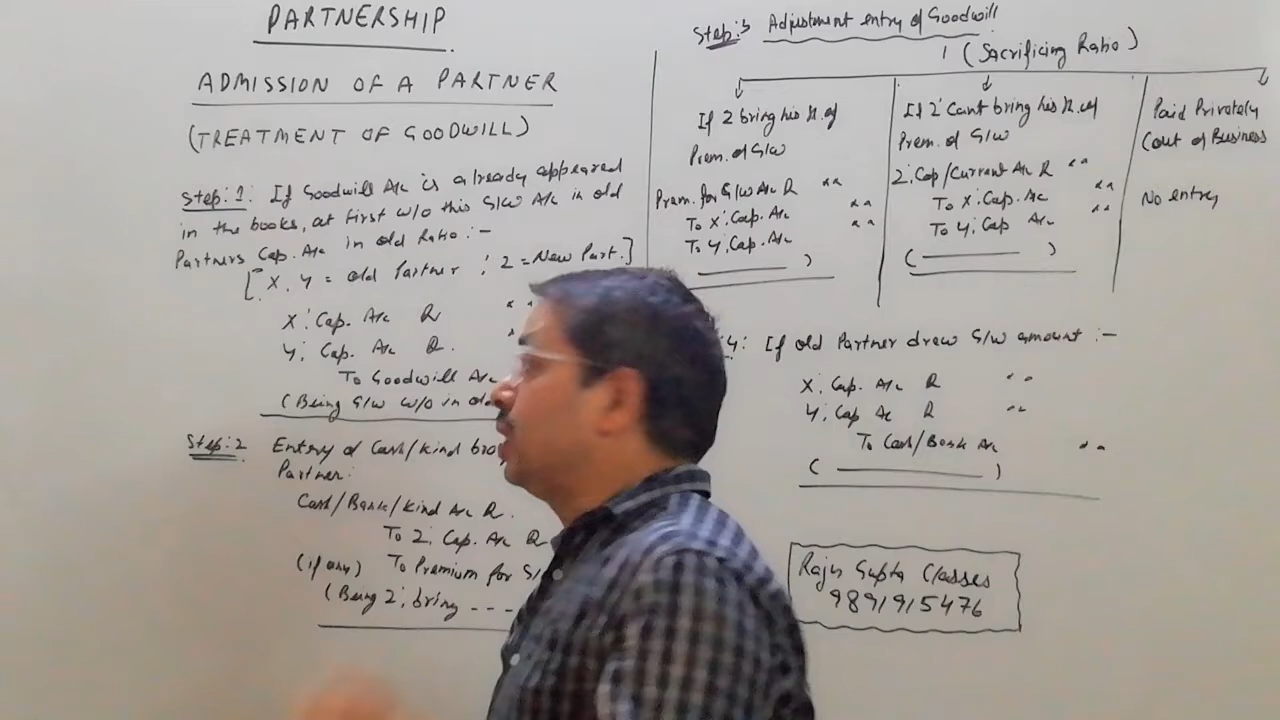 PARTNERSHIP
ADMISSION OF A PARTNER
(TREATMENT OF GOODWILL)
Step: 1: If Goodwill A/c is already appeared
in the books, at first w/o this G/W A/c in old
Partners Cap. A/c in old Ratio:-
[X, Y = old Partner ; Z = New Part.]
X's Cap. A/c Dr
Y's Cap. A/c Dr.
To Goodwill A/c
(Being G/W w/o in old
Step: 2 Entry of Cash/kind
Partner:
Cash/Bank/kind A/c Dr.
To Z's Cap. A/c Dr
(if any) To Premium for
(Being Z's bring ---
Step: 3 Adjustment entry of Goodwill
(Sacrificing Ratio)
If Z bring his sh. of
Prem. of G/W
Prem. for G/W A/c Dr "
To X's Cap. A/c "
To Y's Cap. A/c "
( ———— )
If Z Can't bring his sh. of
Prem. of G/W
Z's Cap/Current A/c Dr "
To X's Cap. A/c "
To Y's Cap A/c "
( ———— )
Paid Privately
(out of Business
No entry
4: If old Partner draw G/W amount :-
X's Cap. A/c Dr "
Y's Cap A/c Dr "
To Cash/Bank A/c "
( ———— )
Raju Gupta Classes
9891915476